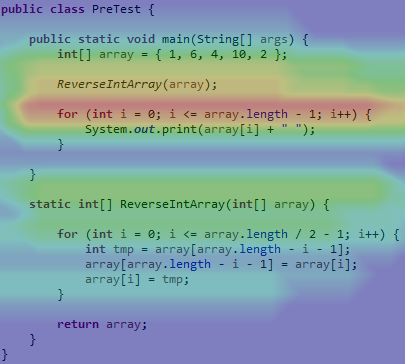 public class PreTest {
public static void main(String[] args) {
int[] array = { 1, 6, 4, 10, 2 };
ReverseIntArray(array);
for (int i = 0; i <= array.length - 1; i++) {
System.out.print(array[i] + " ");
}
}
static int[] ReverseIntArray(int[] array) {
for (int i = 0; i <= array.length / 2 - 1; i++) {
int tmp = array[array.length - i - 1];
array[array.length - i - 1] = array[i];
array[i] = tmp;
}
return array;
}
}